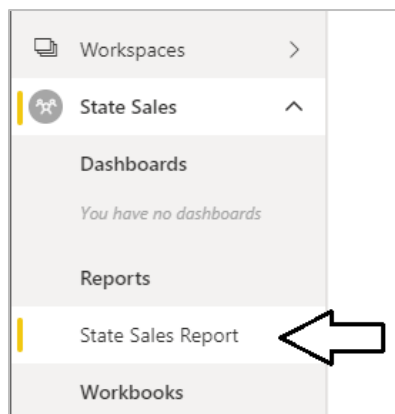 Workspaces
State Sales
Dashboards
You have no dashboards
Reports
State Sales Report
Workbooks